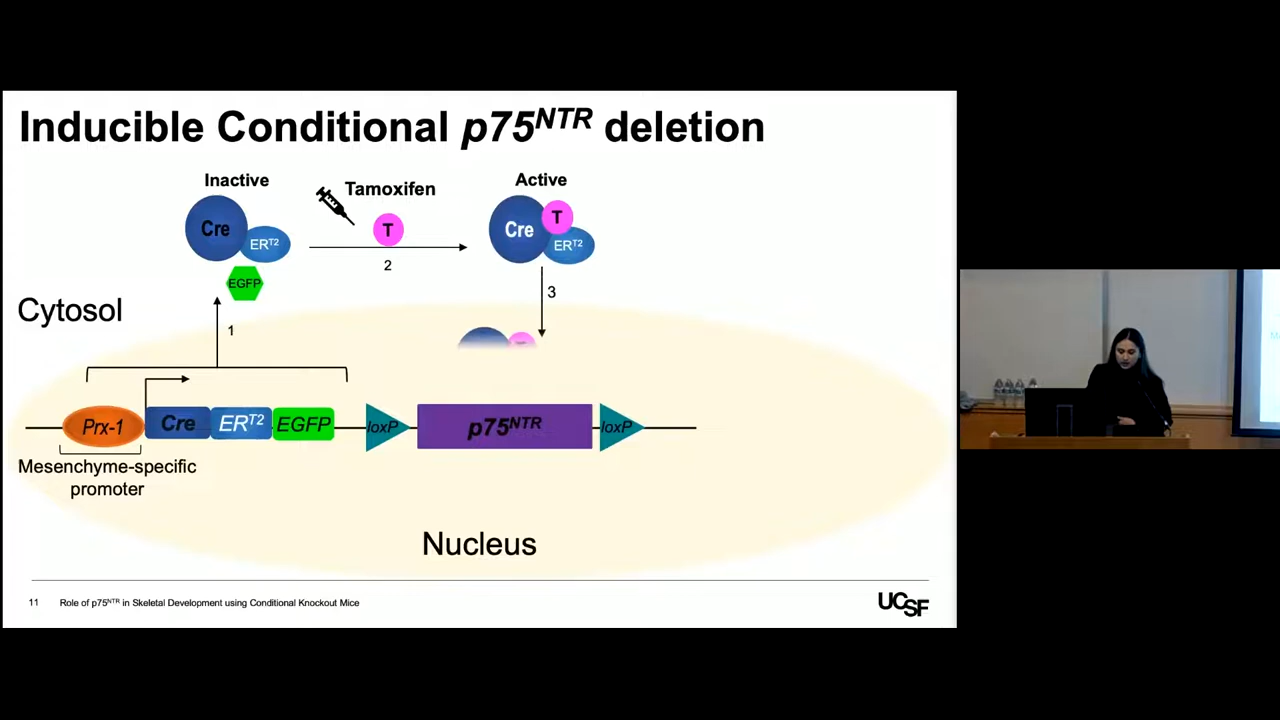 Inducible Conditional p75ᴺᵀᴿ deletion
Inactive
Tamoxifen
Active
Cre
ERᵀ²
T
Cre
T
ERᵀ²
2
EGFP
3
Cytosol
1
Prx-1
Cre
ERᵀ²
EGFP
loxP
p75ᴺᵀᴿ
loxP
Mesenchyme-specific
promoter
Nucleus
11
Role of p75ᴺᵀᴿ in Skeletal Development using Conditional Knockout Mice
UCSF